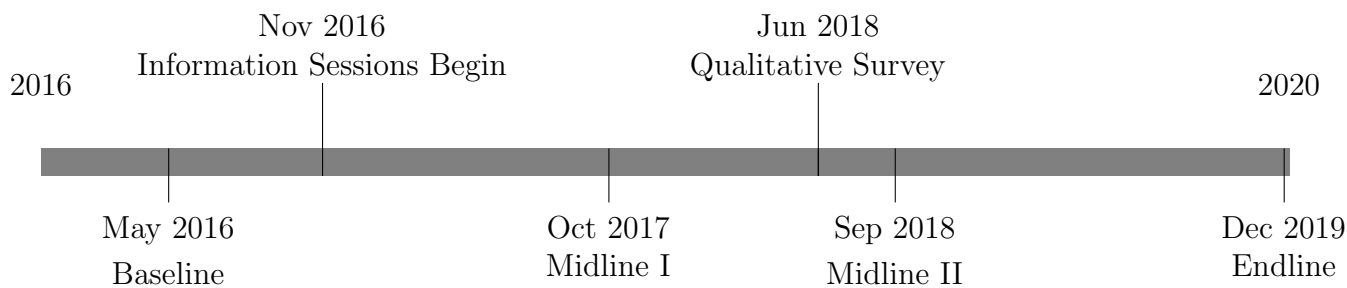 Nov 2016
Information Sessions Begin
Jun 2018
Qualitative Survey
2016
2020
May 2016
Baseline
Oct 2017
Midline I
Sep 2018
Midline II
Dec 2019
Endline